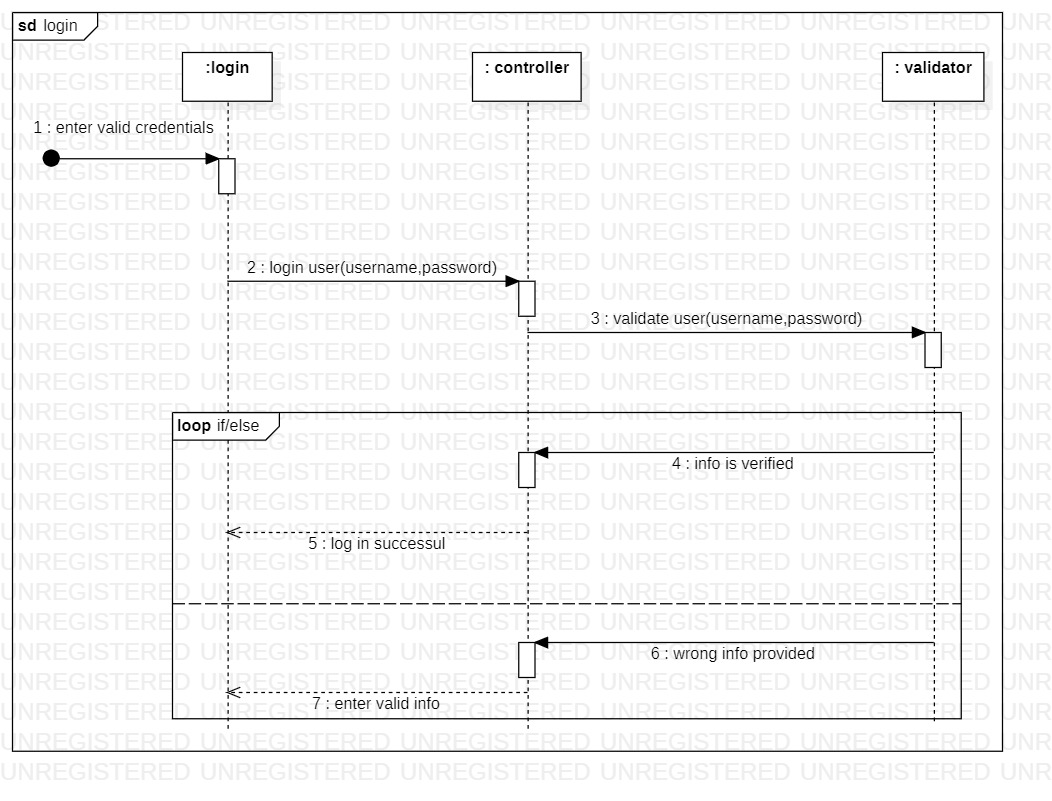 sd login
:login
: controller
: validator
1 : enter valid credentials
2 : login user(username,password)
3 : validate user(username,password)
loop if/else
4 : info is verified
5 : log in successul
6 : wrong info provided
7 : enter valid info
UNREGISTERED